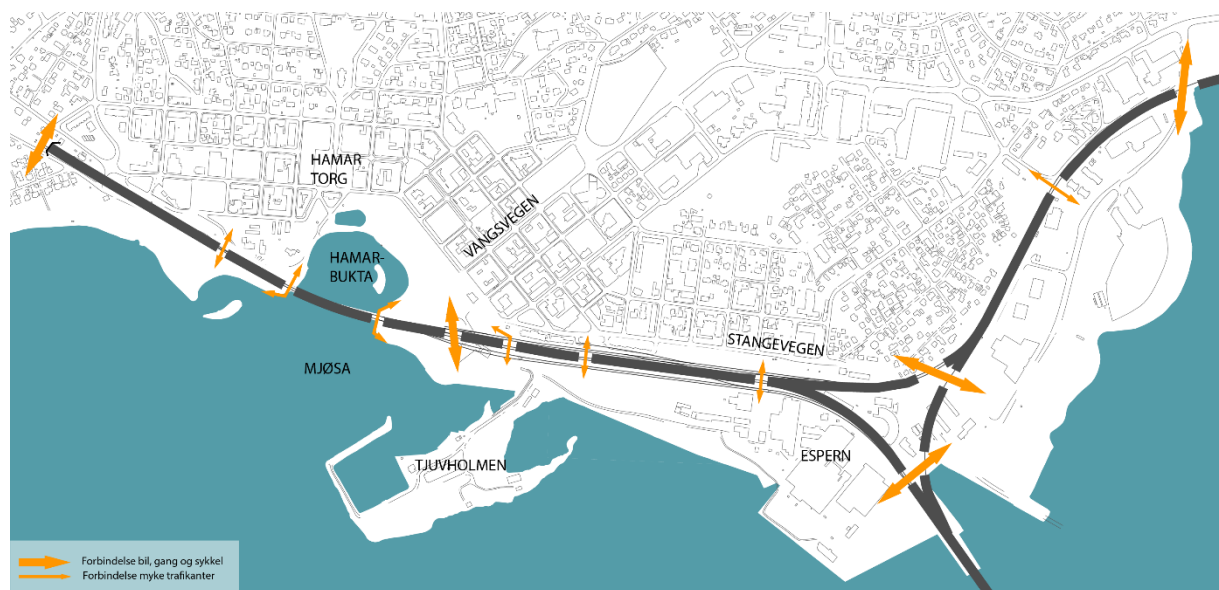 HAMAR
TORG
VANGSVEGEN
HAMAR-
BUKTA
STANGEVEGEN
MJØSA
TJUVHOLMEN
ESPERN
Forbindelse bil, gang og sykkel
Forbindelse myke trafikanter